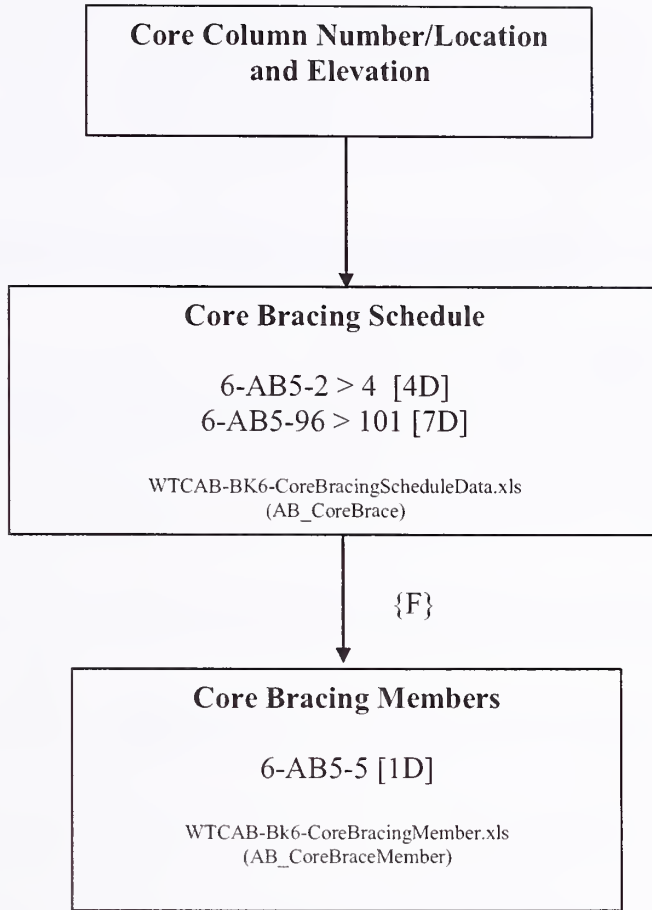 Core Column Number/Location
and Elevation
Core Bracing Schedule
6-AB5-2 > 4 [4D]
6-AB5-96 > 101 [7D]
WTCAB-BK6-CoreBracingScheduleData.xls
(AB_CoreBrace)
{F}
Core Bracing Members
6-AB5-5 [1D]
WTCAB-Bk6-CoreBracingMember.xls
(AB_CoreBraceMember)